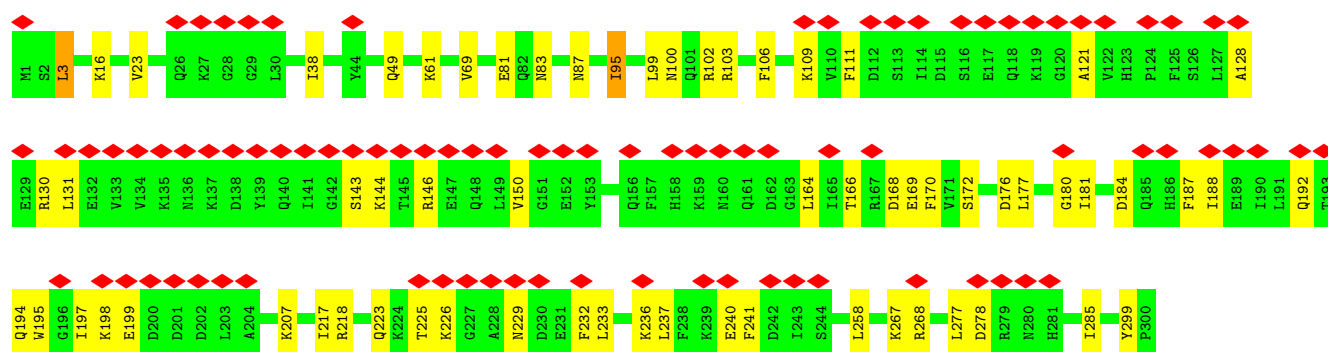 M1 S2 L3 K16 V23 Q26 K27 G28 G29 L30 I38 Y44 Q49 K61 V69 E81 Q82 N83 N87 I95 L99 N100 Q101 R102 R103 F106 K109 V110 F111 D112 S113 I114 D115 S116 E117 Q118 K119 G120 A121 V122 H123 P124 F125 S126 L127 A128
E129 R130 L131 E132 V133 V134 K135 N136 K137 D138 Y139 Q140 I141 G142 S143 K144 T145 R146 E147 Q148 L149 V150 G151 E152 Y153 Q156 F157 H158 K159 N160 Q161 D162 G163 L164 I165 T166 R167 D168 E169 F170 V171 S172 D176 L177 G180 I181 D184 Q185 H186 F187 I188 E189 I190 L191 Q192 T193
Q194 W195 G196 I197 K198 E199 D200 D201 D202 L203 A204 K207 I217 R218 Q223 K224 T225 K226 G227 A228 N229 D230 E231 F232 L233 K236 L237 F238 K239 E240 F241 D242 I243 S244 L258 K267 R268 L277 D278 R279 N280 H281 I285 Y299 P300